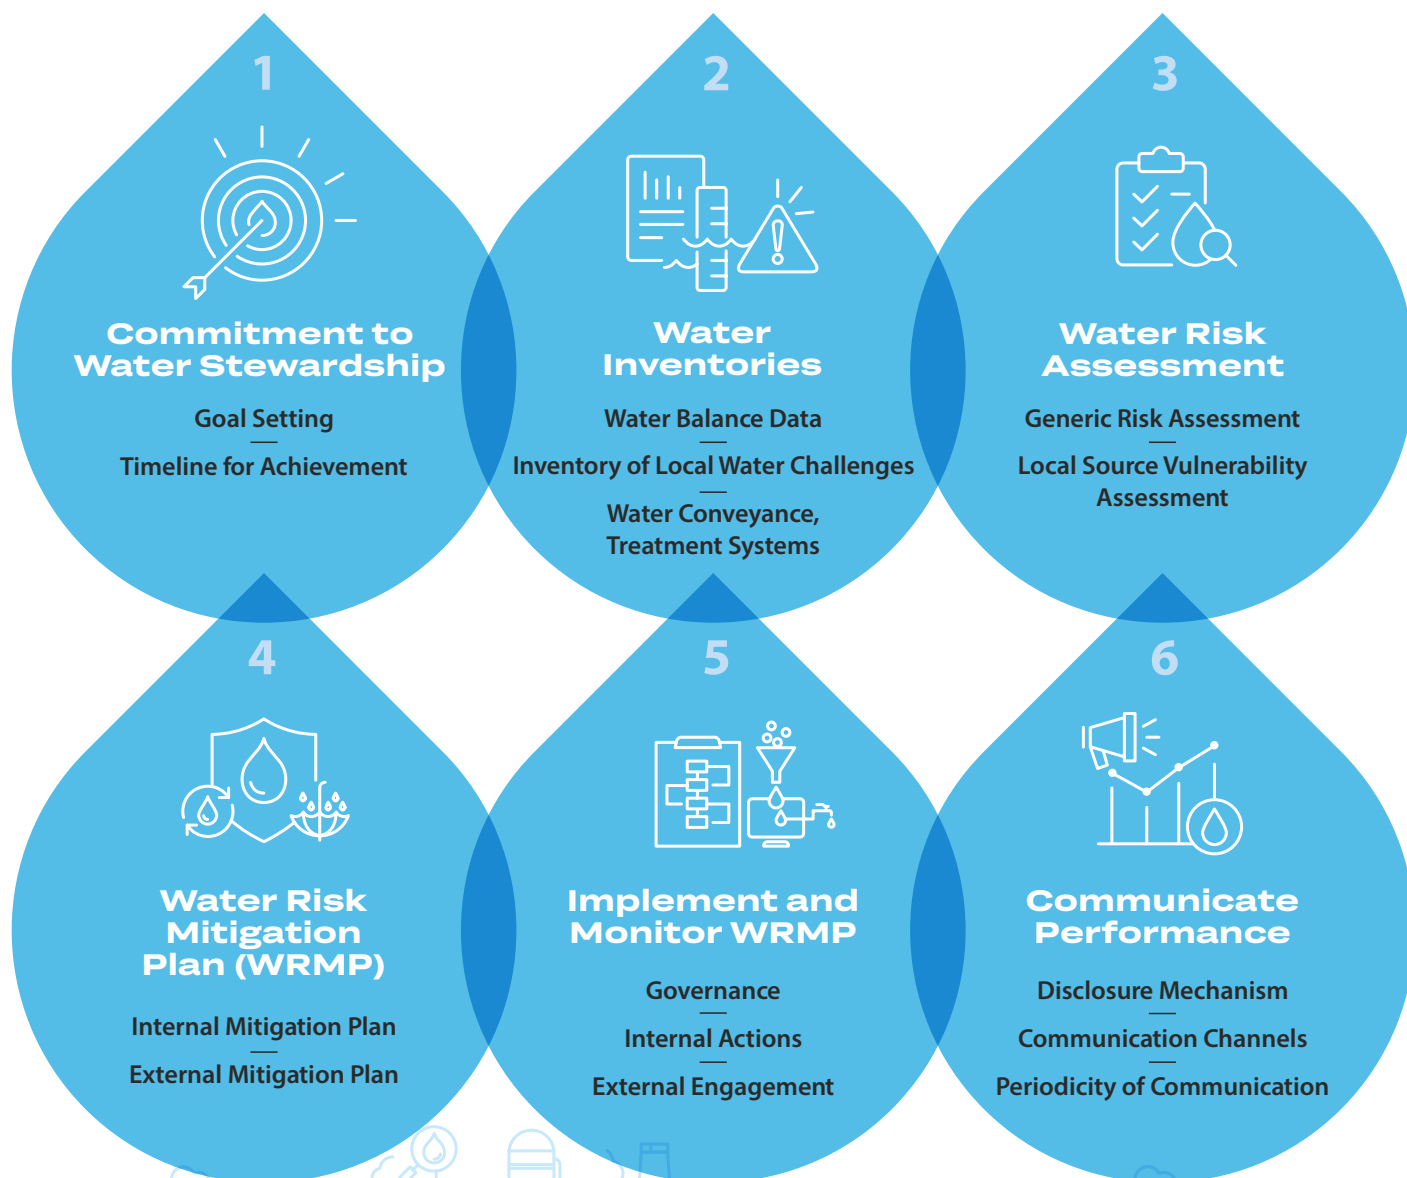 1
Commitment to
Water Stewardship
Goal Setting
Timeline for Achievement
2
Water
Inventories
Water Balance Data
Inventory of Local Water Challenges
Water Conveyance,
Treatment Systems
3
Water Risk
Assessment
Generic Risk Assessment
Local Source Vulnerability
Assessment
4
Water Risk
Mitigation
Plan (WRMP)
Internal Mitigation Plan
External Mitigation Plan
5
Implement and
Monitor WRMP
Governance
Internal Actions
External Engagement
6
Communicate
Performance
Disclosure Mechanism
Communication Channels
Periodicity of Communication